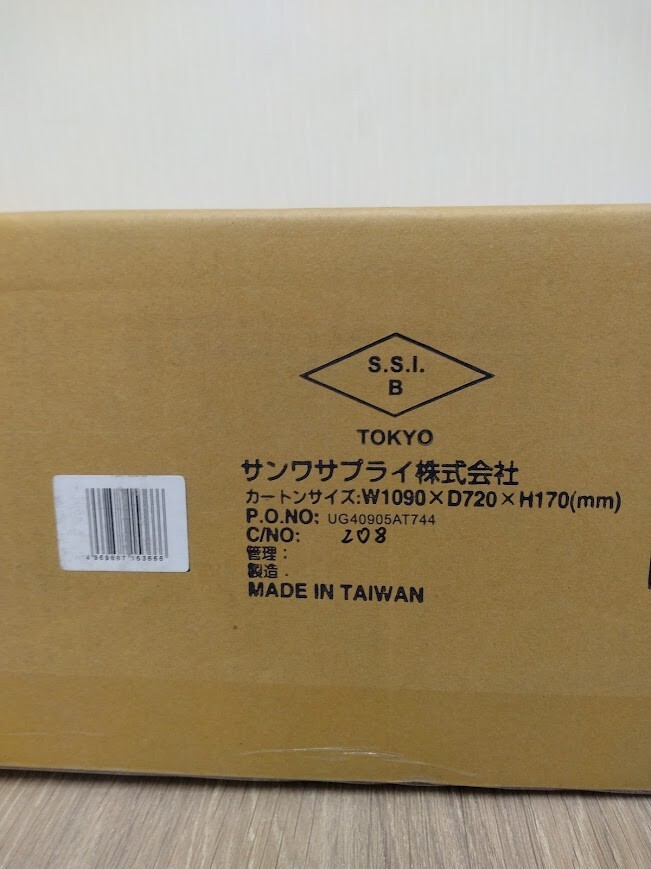 S.S.I.
B
TOKYO
サンワサプライ株式会社
カートンサイズ:W1090×D720×H170(mm)
P.O.NO: UG40905AT744
C/NO: 208
管理:
製造:
MADE IN TAIWAN